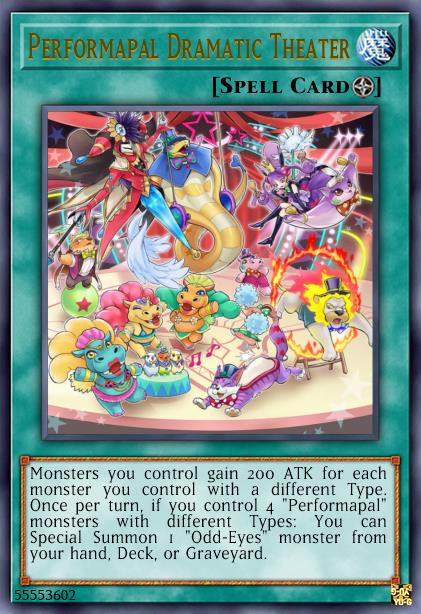 Performapal Dramatic Theater
魔
[Spell Card]
Monsters you control gain 200 ATK for each
monster you control with a different Type.
Once per turn, if you control 4 "Performapal"
monsters with different Types: You can
Special Summon 1 "Odd-Eyes" monster from
your hand, Deck, or Graveyard.
55553602